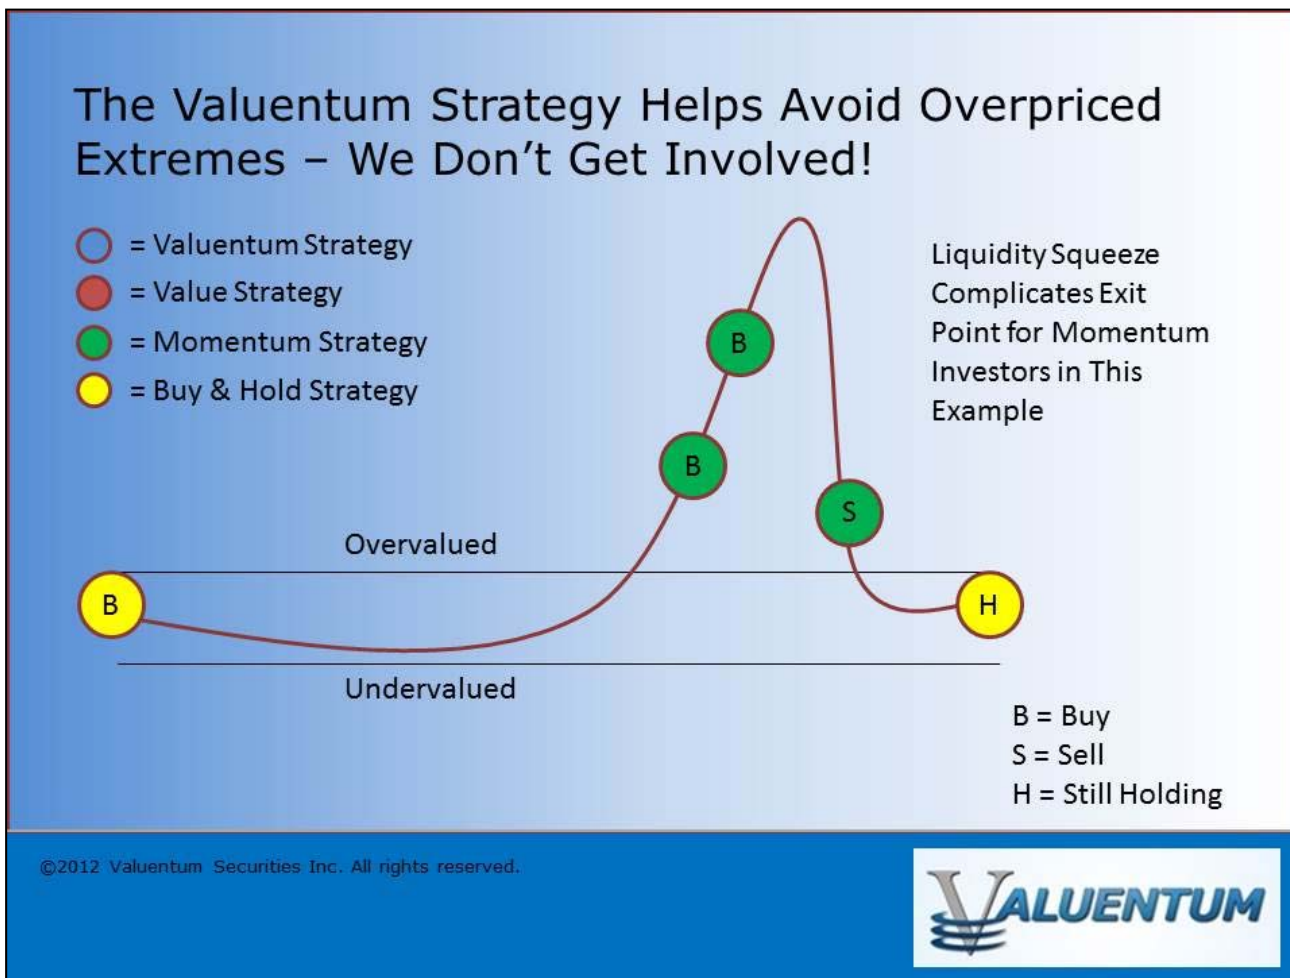 The Valuentum Strategy Helps Avoid Overpriced
Extremes – We Don't Get Involved!
= Valuentum Strategy
= Value Strategy
= Momentum Strategy
= Buy & Hold Strategy
Liquidity Squeeze
Complicates Exit
Point for Momentum
Investors in This
Example
B
B
S
Overvalued
B
H
Undervalued
B = Buy
S = Sell
H = Still Holding
©2012 Valuentum Securities Inc. All rights reserved.
VALUENTUM